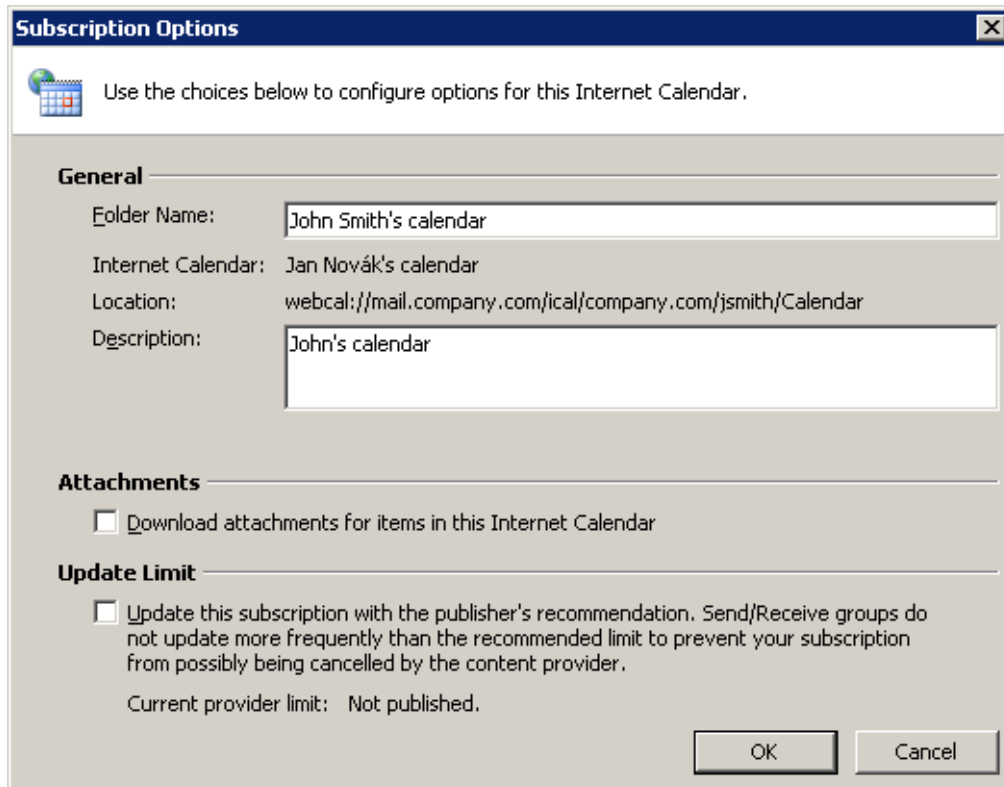 Subscription Options
Use the choices below to configure options for this Internet Calendar.
General
Folder Name: John Smith's calendar
Internet Calendar: Jan Novák's calendar
Location: webcal://mail.company.com/ical/company.com/jsmith/Calendar
Description: John's calendar
Attachments
Download attachments for items in this Internet Calendar
Update Limit
Update this subscription with the publisher's recommendation. Send/Receive groups do
not update more frequently than the recommended limit to prevent your subscription
from possibly being cancelled by the content provider.
Current provider limit: Not published.
OK Cancel